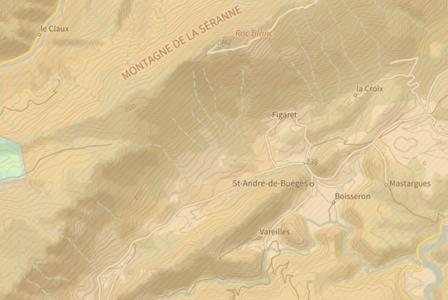 le Claux
MONTAGNE DE LA SÉRANNE
Roc Blanc
la Croix
Figaret
St-André-de-Buèges
Boisseron
Mastargues
Vareilles